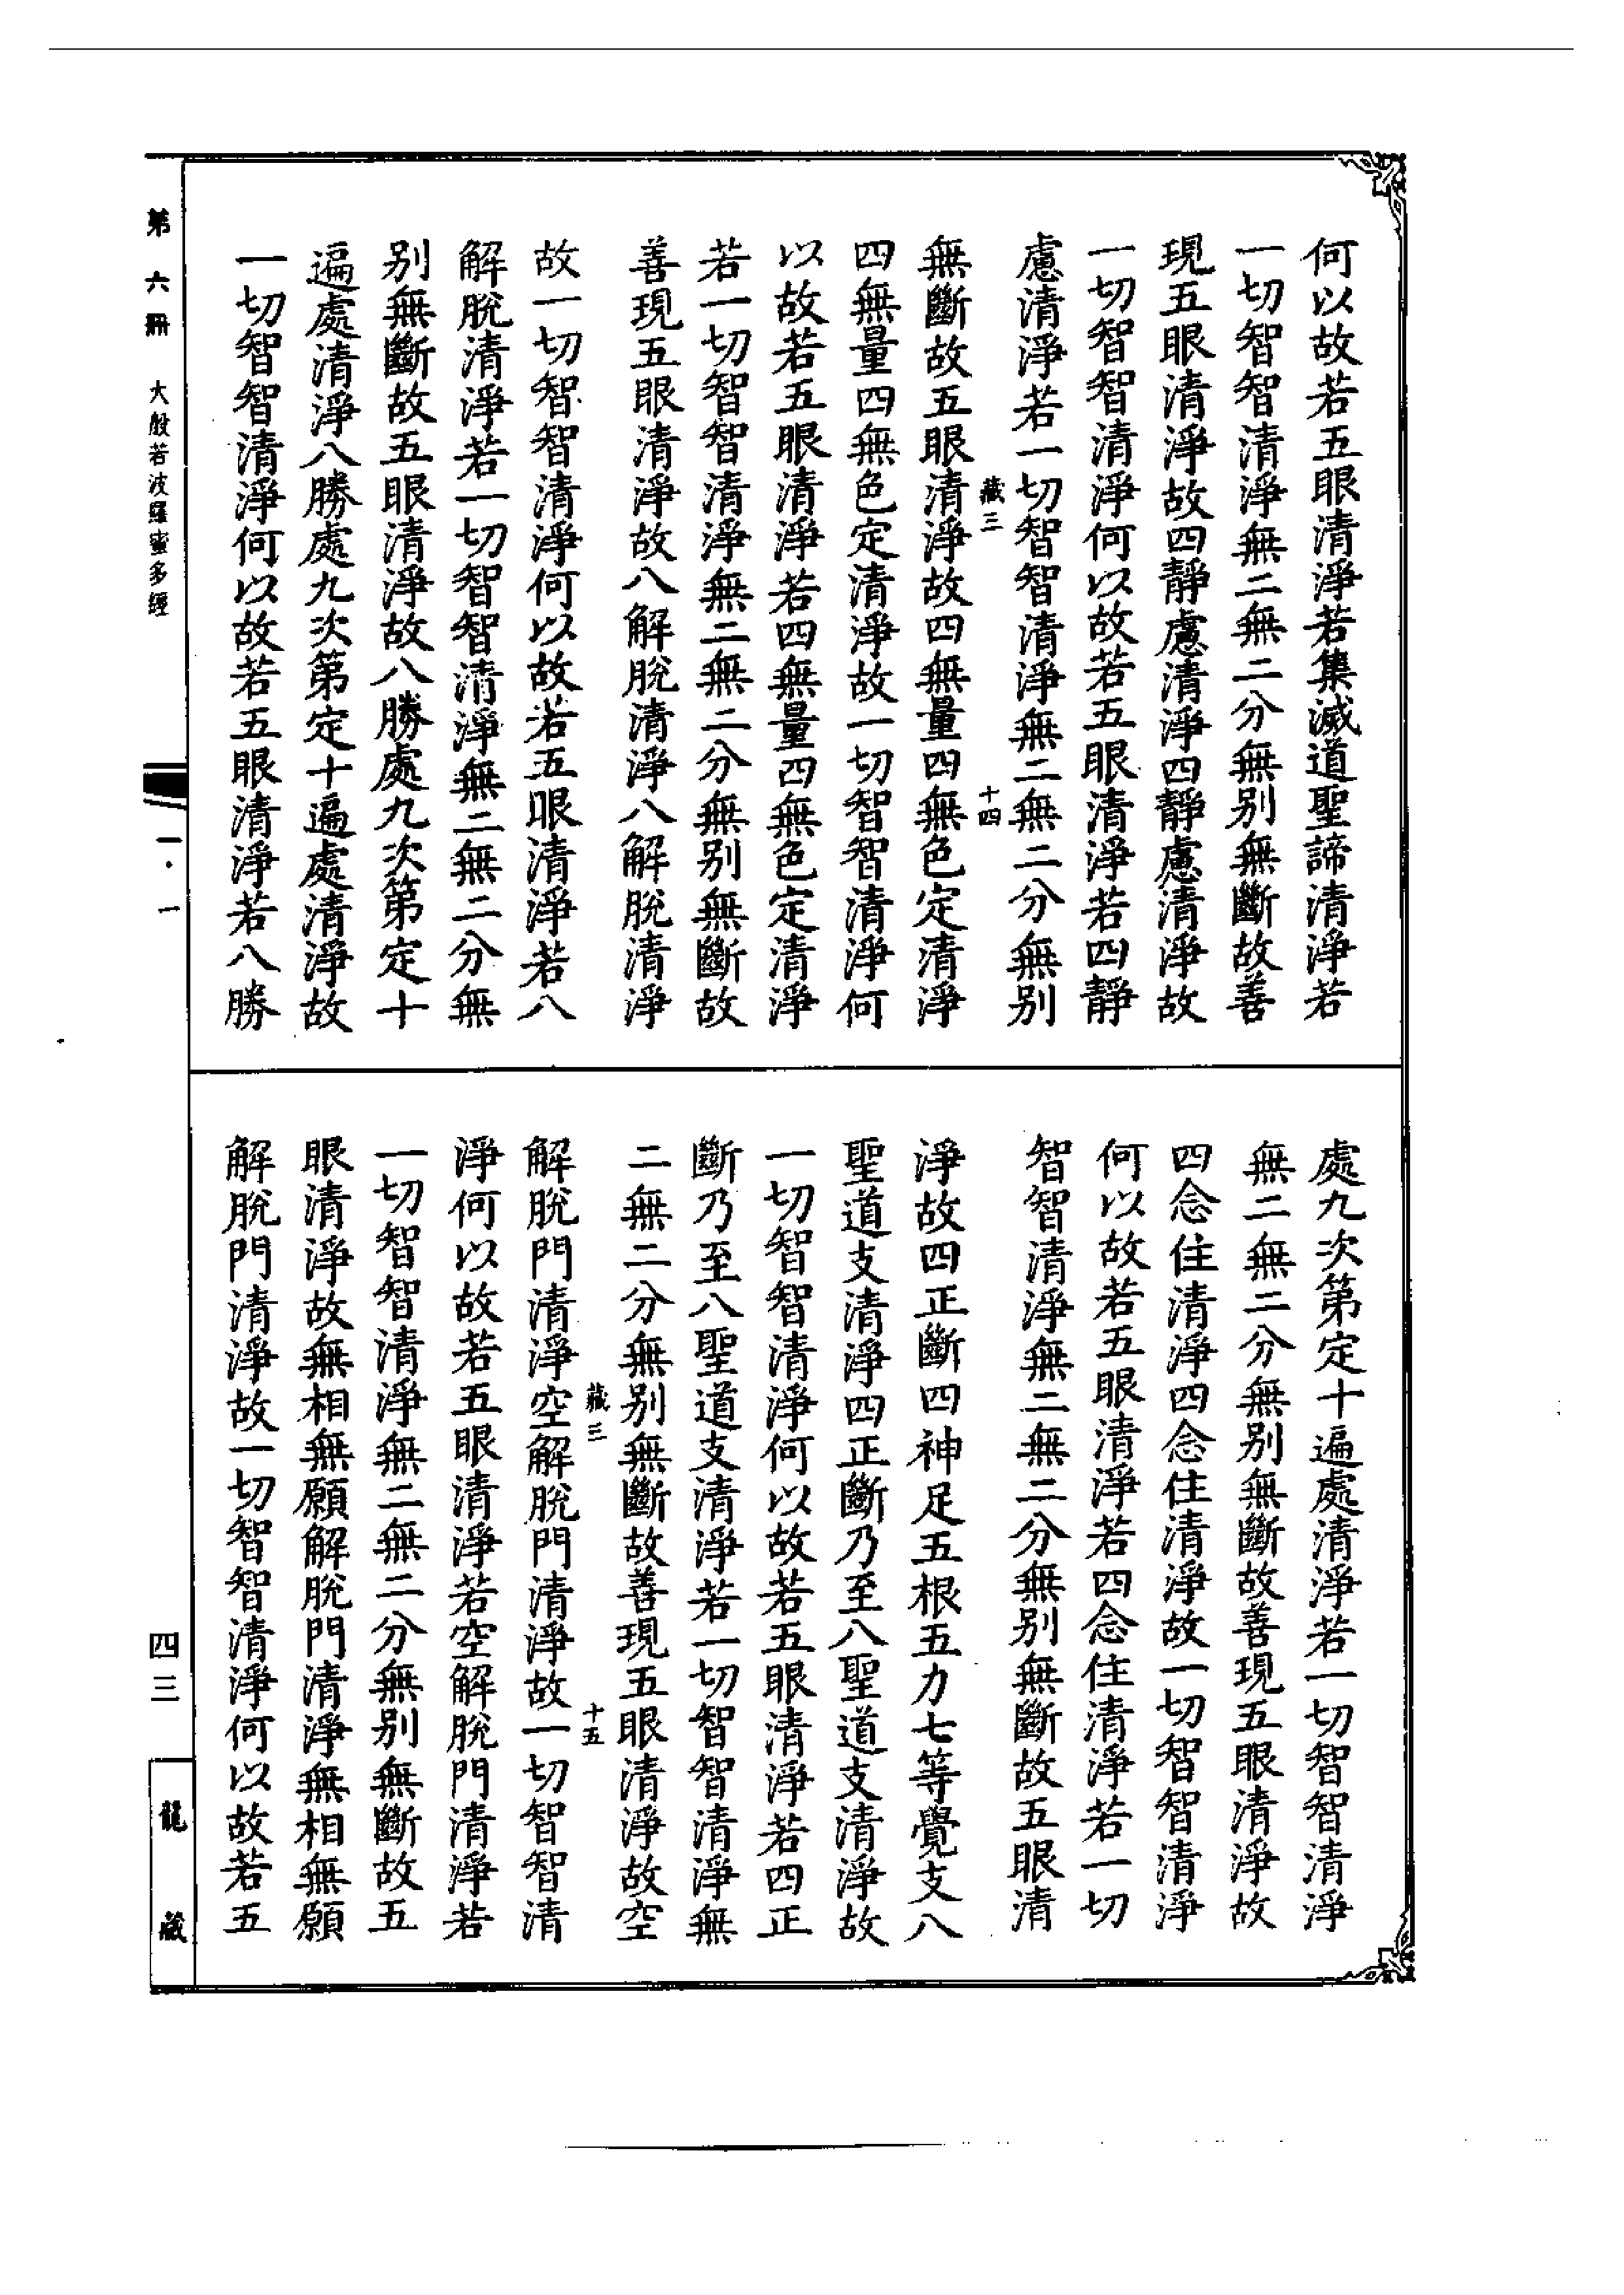 何以故若五眼清淨若集滅道聖諦清淨若
一切智智清淨無二無二分無別無斷故善
現五眼清淨故四靜慮清淨四靜慮清淨故
一切智智清淨何以故若五眼清淨若四靜
慮清淨若一切智智清淨無二無二分無別
藏三 十四
無斷故五眼清淨故四無量四無色定清淨
四無量四無色定清淨故一切智智清淨何
以故若五眼清淨若四無量四無色定清淨
若一切智智清淨無二無二分無別無斷故
善現五眼清淨故八解脫清淨八解脫清淨
故一切智智清淨何以故若五眼清淨若八
解脫清淨若一切智智清淨無二無二分無
別無斷故五眼清淨故八勝處九次第定十
遍處清淨八勝處九次第定十遍處清淨故
一切智智清淨何以故若五眼清淨若八勝
處九次第定十遍處清淨若一切智智清淨
無二無二分無別無斷故善現五眼清淨故
四念住清淨四念住清淨故一切智智清淨
何以故若五眼清淨若四念住清淨若一切
智智清淨無二無二分無別無斷故五眼清
淨故四正斷四神足五根五力七等覺支八
聖道支清淨四正斷乃至八聖道支清淨故
一切智智清淨何以故若五眼清淨若四正
斷乃至八聖道支清淨若一切智智清淨無
二無二分無別無斷故善現五眼清淨故空
藏三 十五
解脫門清淨空解脫門清淨故一切智智清
淨何以故若五眼清淨若空解脫門清淨若
一切智智清淨無二無二分無別無斷故五
眼清淨故無相無願解脫門清淨無相無願
解脫門清淨故一切智智清淨何以故若五
第六冊 大般若波羅蜜多經 一·一 四三 龍藏